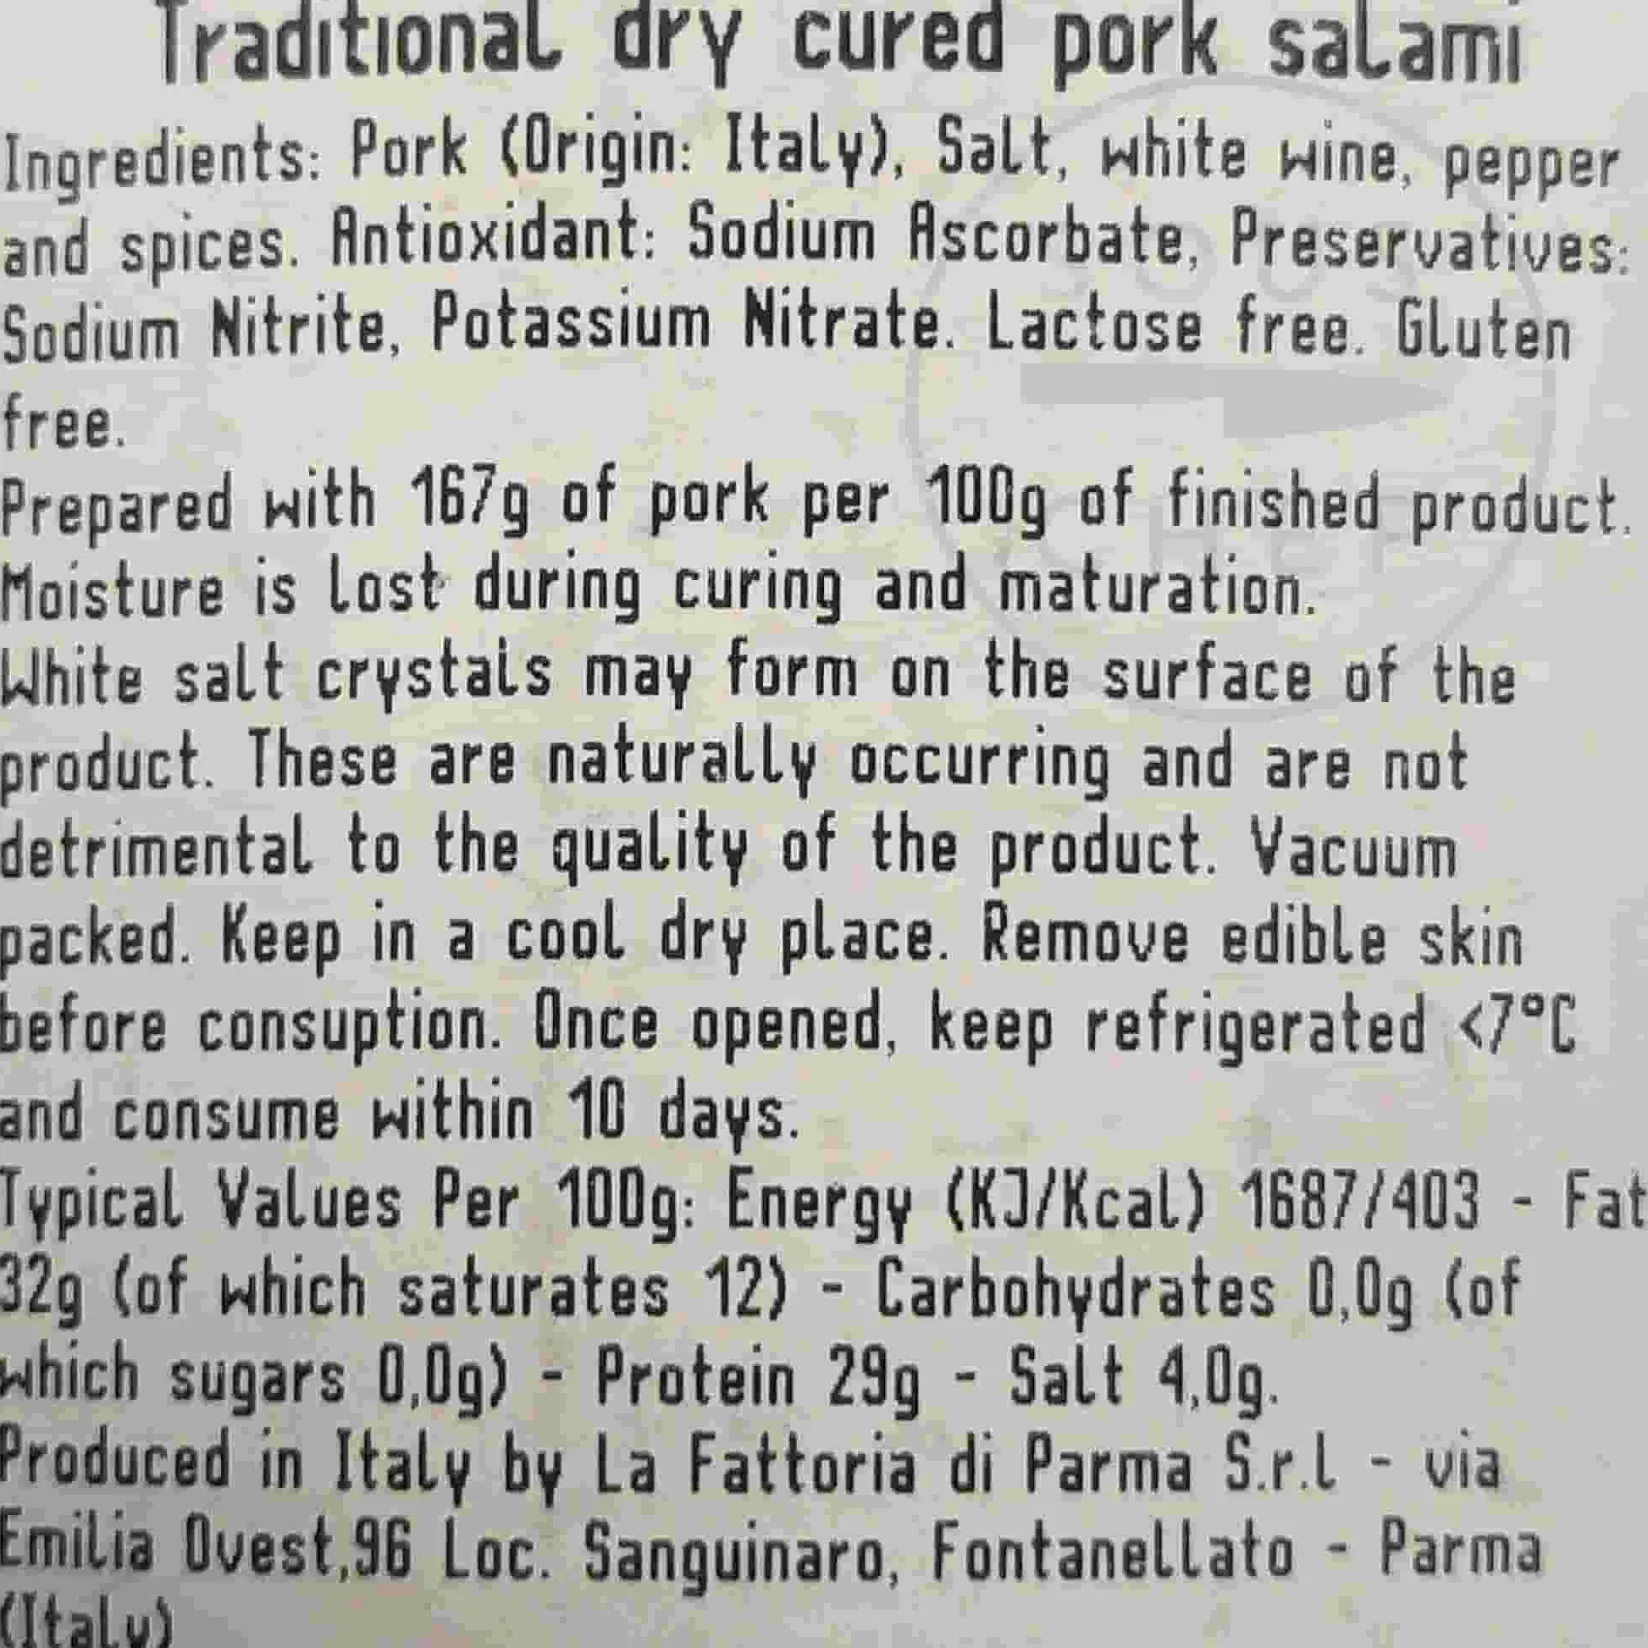 Traditional dry cured pork salami
Ingredients: Pork (Origin: Italy), Salt, white wine, pepper
and spices. Antioxidant: Sodium Ascorbate, Preservatives:
Sodium Nitrite, Potassium Nitrate. Lactose free. Gluten
free.
Prepared with 167g of pork per 100g of finished product.
Moisture is lost during curing and maturation.
White salt crystals may form on the surface of the
product. These are naturally occurring and are not
detrimental to the quality of the product. Vacuum
packed. Keep in a cool dry place. Remove edible skin
before consuption. Once opened, keep refrigerated <7°C
and consume within 10 days.
Typical Values Per 100g: Energy (KJ/Kcal) 1687/403 - Fat
32g (of which saturates 12) - Carbohydrates 0,0g (of
which sugars 0,0g) - Protein 29g - Salt 4,0g.
Produced in Italy by La Fattoria di Parma S.r.l - via
Emilia Ovest,96 Loc. Sanguinaro, Fontanellato - Parma
(Italy)